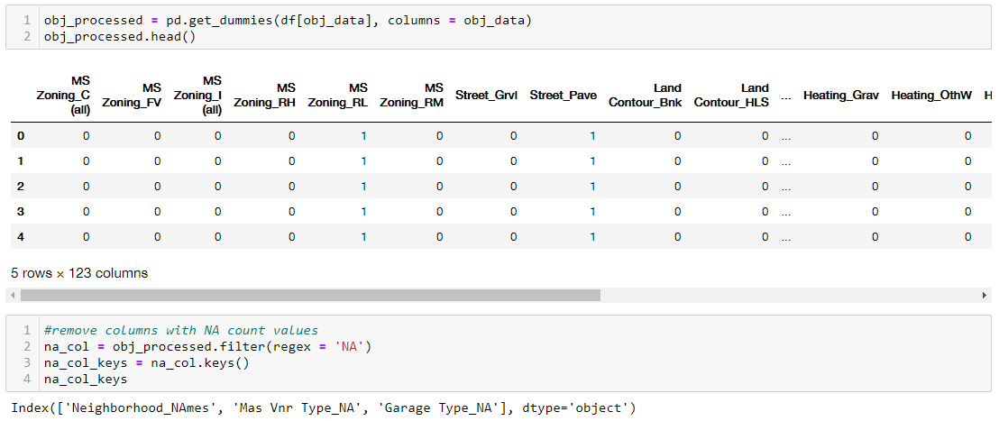 1 obj_processed = pd.get_dummies(df[obj_data], columns = obj_data)
2 obj_processed.head()
MS Zoning_C (all) MS Zoning_FV MS Zoning_I (all) MS Zoning_RH MS Zoning_RL MS Zoning_RM Street_Grvl Street_Pave Land Contour_Bnk Land Contour_HLS ... Heating_Grav Heating_OthW H
0 0 0 0 0 1 0 0 1 0 0 ... 0 0
1 0 0 0 0 1 0 0 1 0 0 ... 0 0
2 0 0 0 0 1 0 0 1 0 0 ... 0 0
3 0 0 0 0 1 0 0 1 0 0 ... 0 0
4 0 0 0 0 1 0 0 1 0 0 ... 0 0
5 rows × 123 columns
1 #remove columns with NA count values
2 na_col = obj_processed.filter(regex = 'NA')
3 na_col_keys = na_col.keys()
4 na_col_keys
Index(['Neighborhood_NAmes', 'Mas Vnr Type_NA', 'Garage Type_NA'], dtype='object')